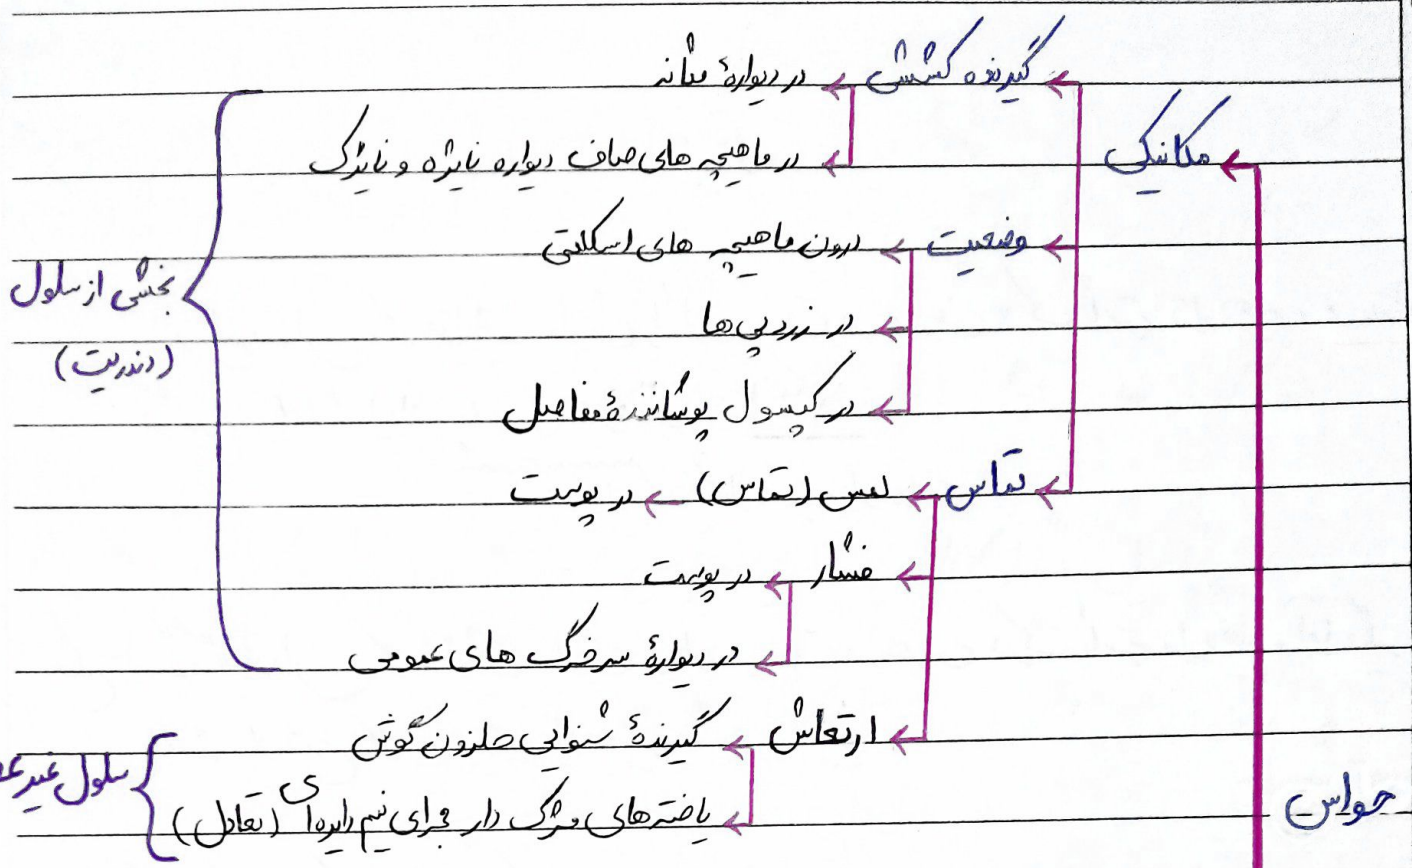 گیرنده کششی ← در دیوارهٔ مثانه
مکانیکی ← در ماهیچه های صاف دیواره نایژه و نایژک
وضعیت ← درون ماهیچه های اسکلتی
بخشی از سلول ← در زردپی ها
(دندریت) ← در کپسول پوشانندهٔ مفاصل
تماس ← لمس (تماس) ← در پوست
فشار ← در پوست
در دیوارهٔ سرخرگ های عمومی
ارتعاش ← گیرندهٔ شنوایی حلزون گوش
حواس ← یاخته های مژک دار مجرای نیم دایره ای (تعادل) سلول